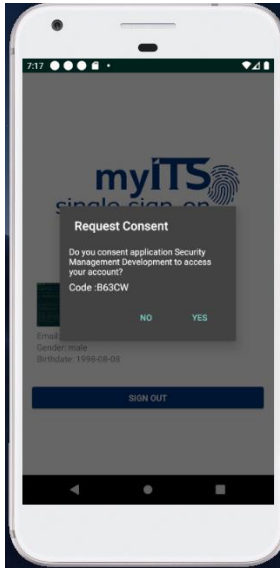 7:17
myITS
single sign-on
Request Consent
Do you consent application Security
Management Development to access
your account?
Code :B63CW
NO YES
Email:
Gender: male
Birthdate: 1998-08-08
SIGN OUT